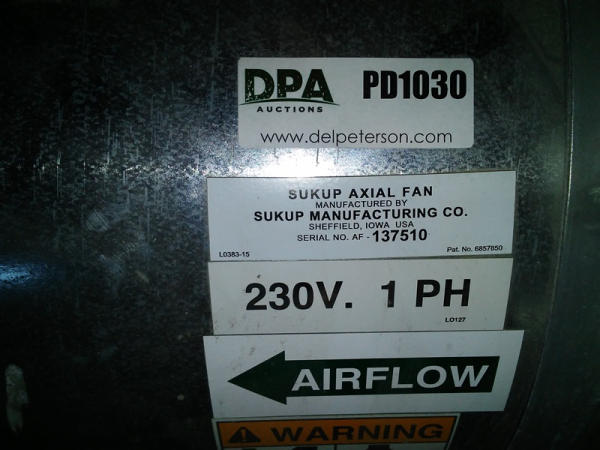 DPA PD1030
AUCTIONS
www.delpeterson.com
SUKUP AXIAL FAN
MANUFACTURED BY
SUKUP MANUFACTURING CO.
SHEFFIELD, IOWA USA
SERIAL NO. AF - 137510
L0383-15 Pat. No. 6857850
230V. 1 PH
LO127
AIRFLOW
WARNING